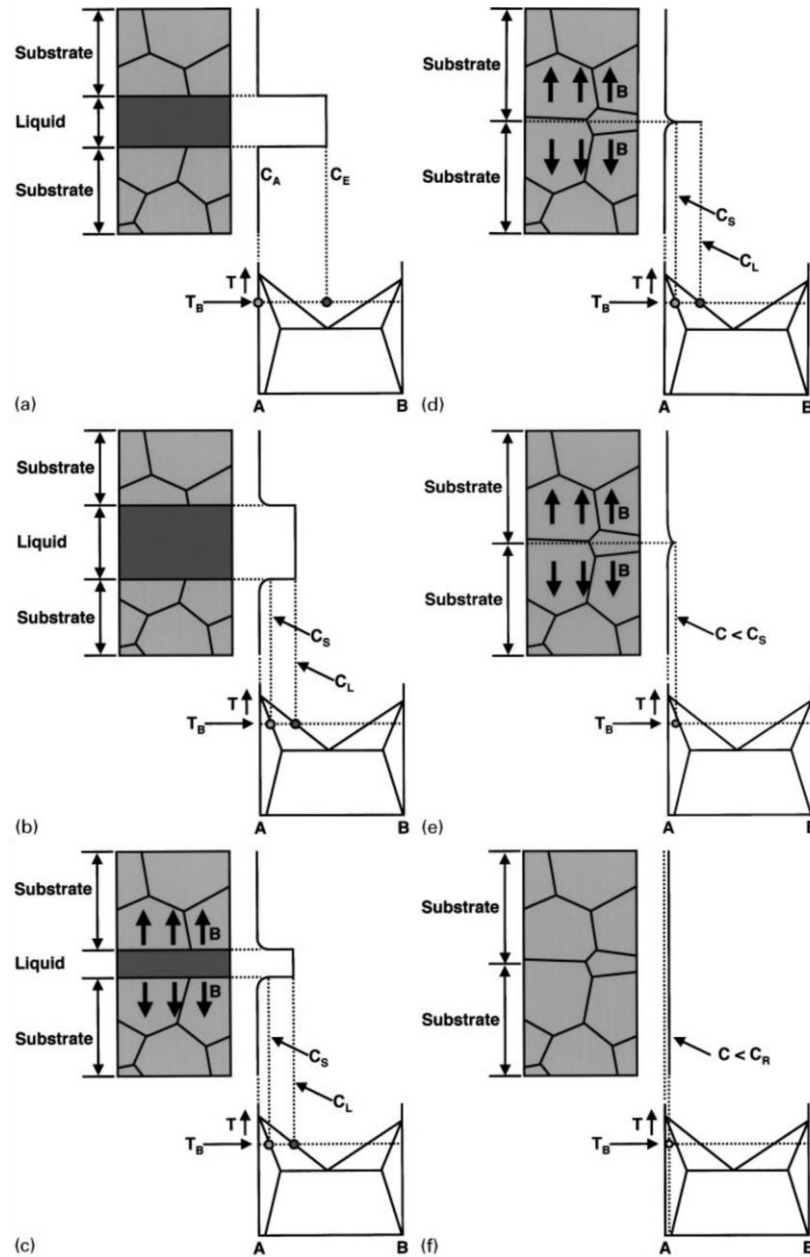 Substrate
Liquid
Substrate
C_A
C_E
T
T_B
A
B
(a)
Substrate
Liquid
Substrate
C_S
C_L
T
T_B
A
B
(b)
Substrate
B
Liquid
B
Substrate
C_S
C_L
T
T_B
A
B
(c)
Substrate
B
B
Substrate
C_S
C_L
T
T_B
A
B
(d)
Substrate
B
B
Substrate
C < C_S
T
T_B
A
B
(e)
Substrate
Substrate
C < C_R
T
T_B
A
B
(f)